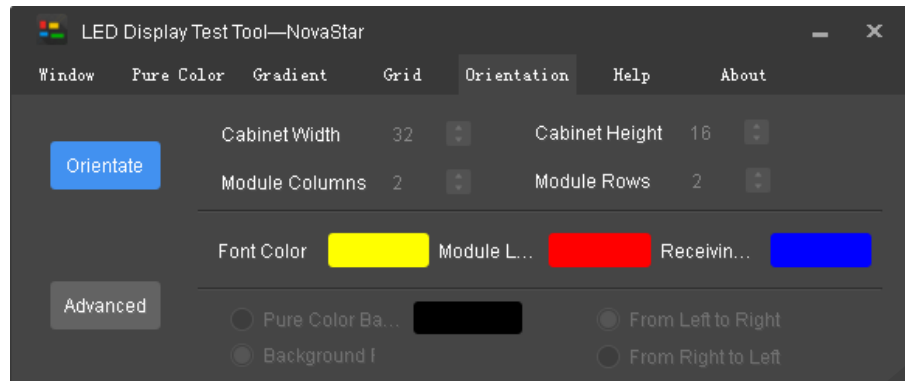 LED Display Test Tool—NovaStar
Window Pure Color Gradient Grid Orientation Help About
Cabinet Width 32 Cabinet Height 16
Orientate
Module Columns 2 Module Rows 2
Font Color Module L... Receivin...
Advanced
Pure Color Ba... From Left to Right
Background From Right to Left